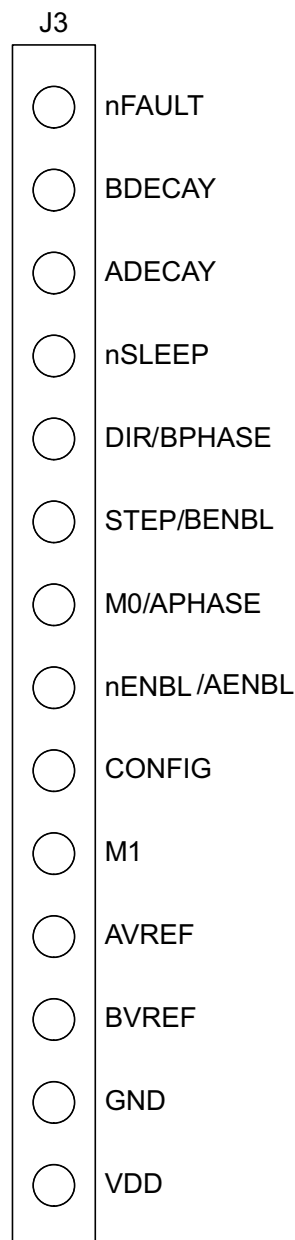 J3
nFAULT
BDECAY
ADECAY
nSLEEP
DIR/BPHASE
STEP/BENBL
M0/APHASE
nENBL/AENBL
CONFIG
M1
AVREF
BVREF
GND
VDD